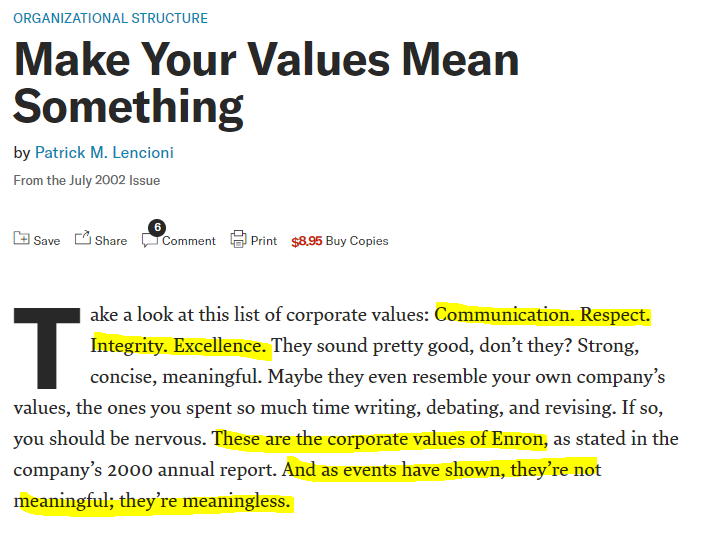 ORGANIZATIONAL STRUCTURE
Make Your Values Mean
Something
by Patrick M. Lencioni
From the July 2002 Issue
6
Save Share Comment Print $8.95 Buy Copies
Take a look at this list of corporate values: Communication. Respect.
Integrity. Excellence. They sound pretty good, don’t they? Strong,
concise, meaningful. Maybe they even resemble your own company’s
values, the ones you spent so much time writing, debating, and revising. If so,
you should be nervous. These are the corporate values of Enron, as stated in the
company’s 2000 annual report. And as events have shown, they’re not
meaningful; they’re meaningless.